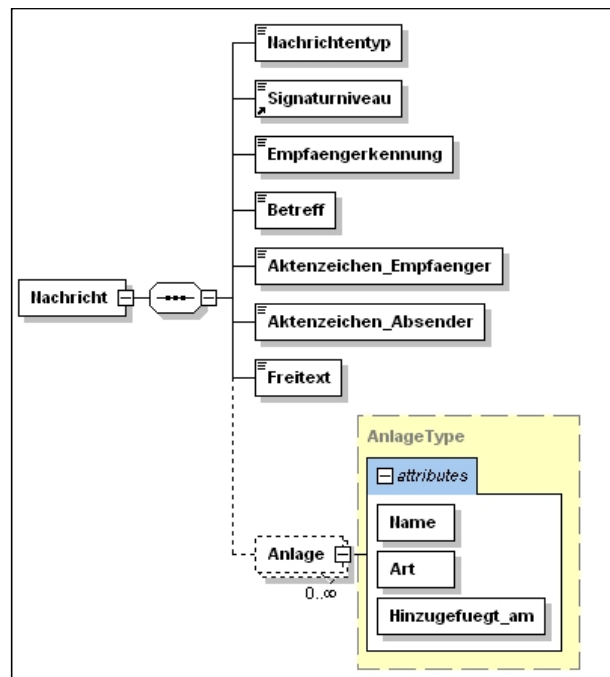 Nachrichtentyp
Signaturniveau
Empfaengerkennung
Betreff
Aktenzeichen_Empfaenger
Nachricht
Aktenzeichen_Absender
Freitext
AnlageType
attributes
Name
Anlage
Art
0..∞
Hinzugefuegt_am